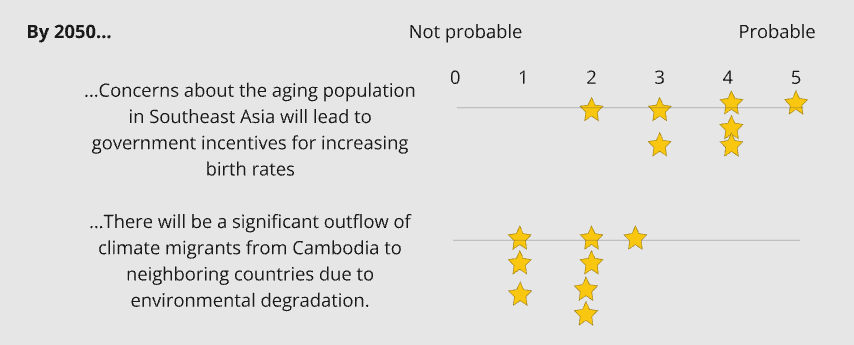 By 2050...
Not probable
Probable
0 1 2 3 4 5
...Concerns about the aging population
in Southeast Asia will lead to
government incentives for increasing
birth rates
...There will be a significant outflow of
climate migrants from Cambodia to
neighboring countries due to
environmental degradation.